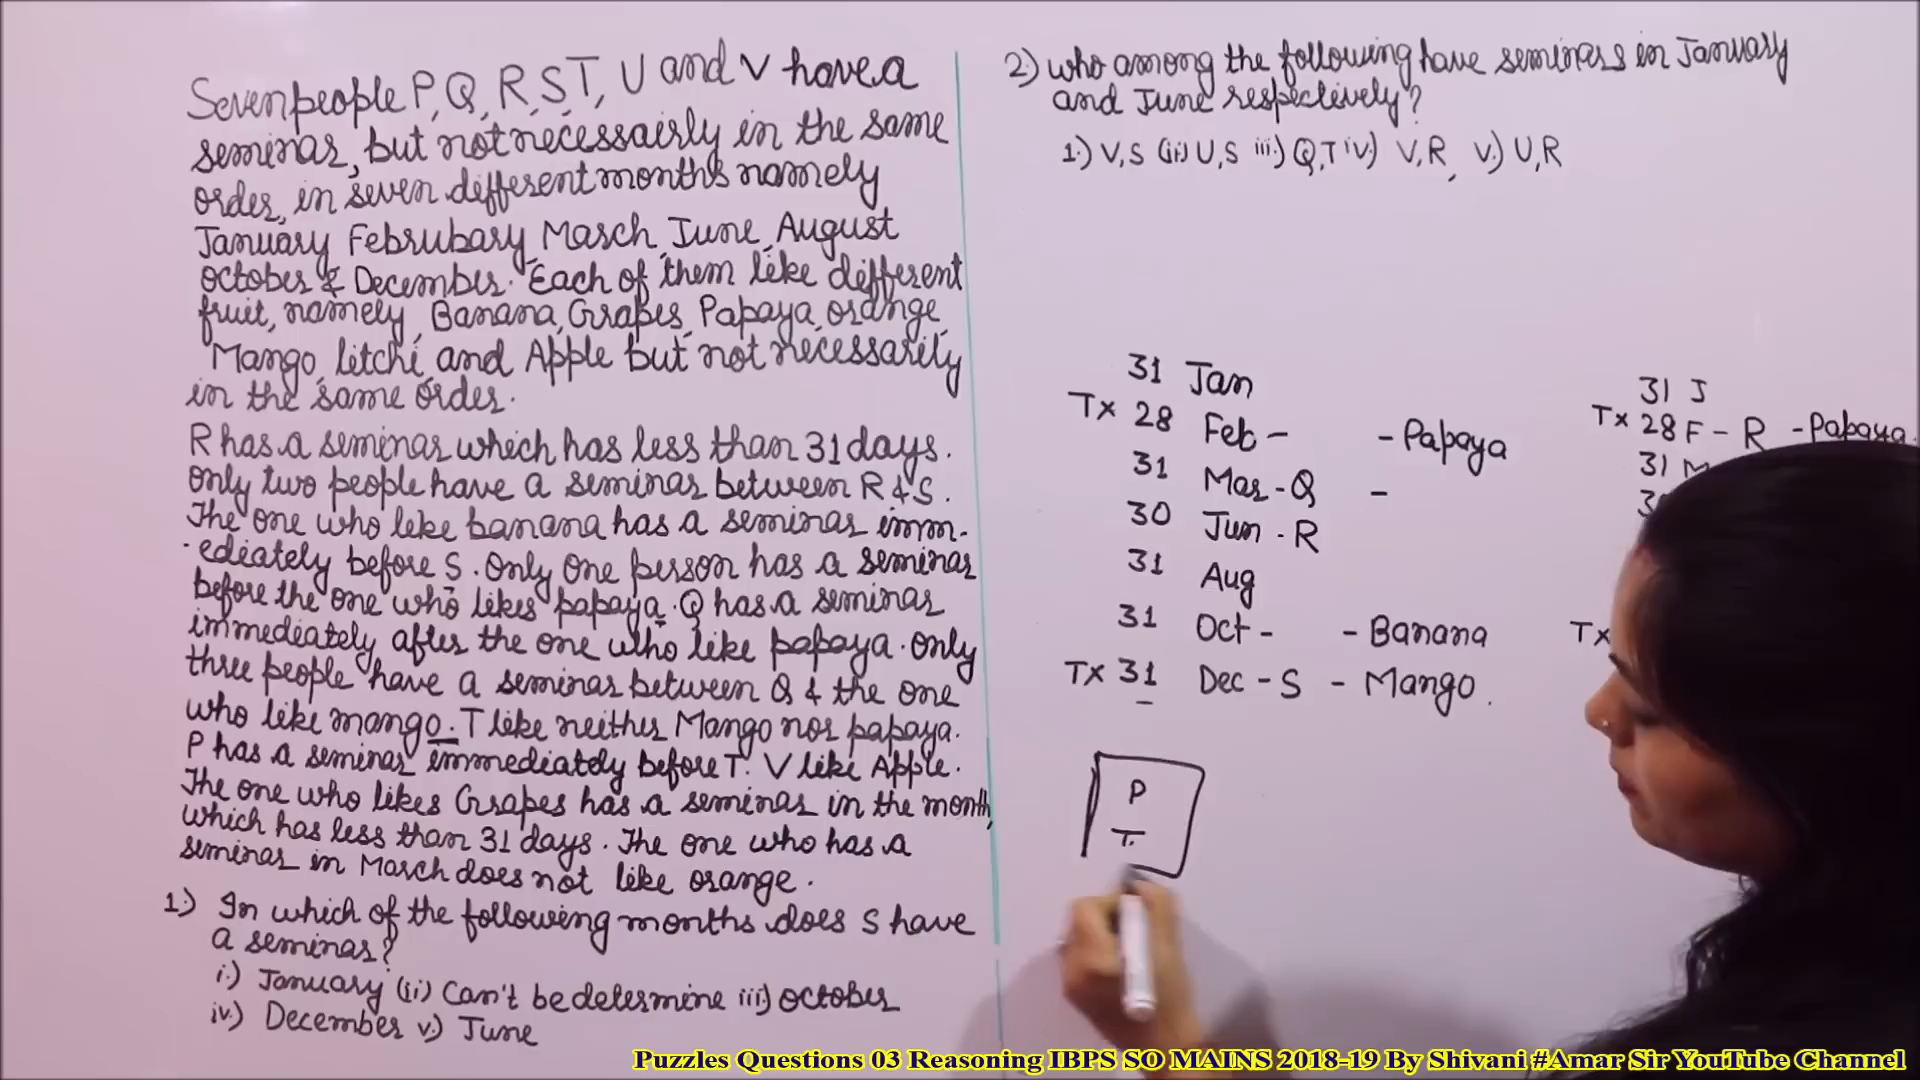 Seven people P, Q, R, S T, U and V have a
seminar, but not necessairly in the same
order, in seven different months namely
January Februbary, March, June, August
October & December. Each of them like different
fruit, namely, Banana, Grapes, Papaya, orange,
Mango, litchi and Apple but not necessarily
in the same order.
R has a seminar which has less than 31 days.
only two people have a seminar between R & S.
The one who like banana has a seminar imm-
-ediately before S. Only one person has a seminar
before the one who likes papaya. Q has a seminar
immediately after the one who like papaya. only
three people have a seminar between Q & the one
who like mango. T like neither Mango nor papaya.
P has a seminar immediately before T. V like Apple.
The one who likes Grapes has a seminar in the month,
which has less than 31 days. The one who has a
seminar in March does not like orange.
1.) In which of the following months does S have
a seminar?
i.) January (ii) Can't be determine iii) October
iv.) December v.) June
2.) who among the following have seminars in January
and June respectively?
1.) V, S (ii) U, S iii.) Q, T iv.) V, R, v.) U, R
31 Jan
Tx 28 Feb - - Papaya
31 Mar - Q -
30 Jun - R
31 Aug
31 Oct - - Banana
Tx 31 Dec - S - Mango.
P
T.
31 J
Tx 28 F - R - Papaya
31 M
Tx
Puzzles Questions 03 Reasoning IBPS SO MAINS 2018-19 By Shivani #Amar Sir YouTube Channel